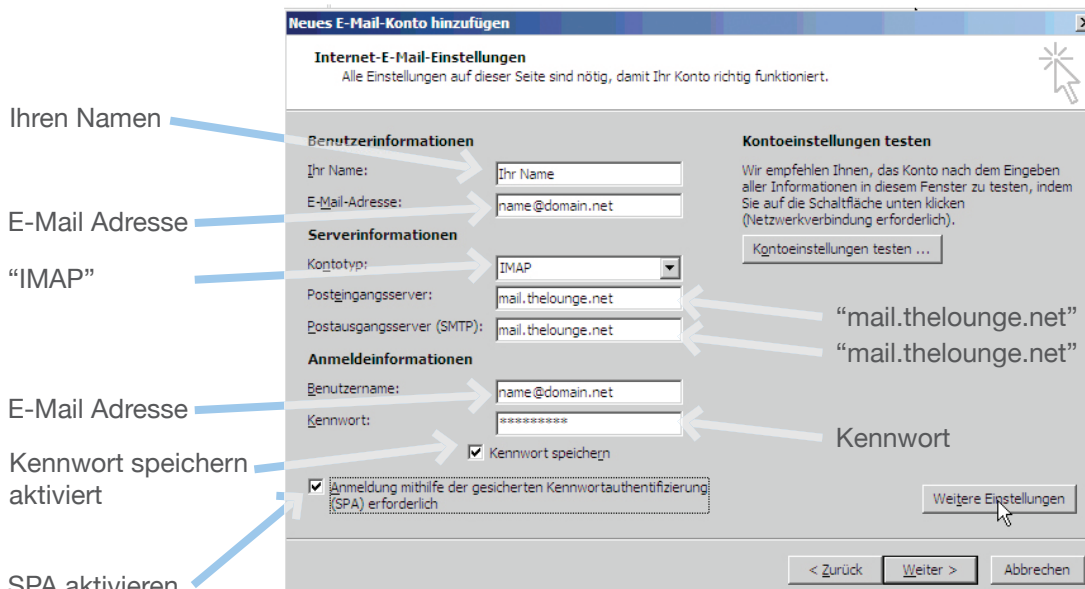 Neues E-Mail-Konto hinzufügen
Internet-E-Mail-Einstellungen
Alle Einstellungen auf dieser Seite sind nötig, damit Ihr Konto richtig funktioniert.
Ihren Namen
E-Mail Adresse
“IMAP”
E-Mail Adresse
Kennwort speichern
aktiviert
SPA aktivieren
Benutzerinformationen
Ihr Name:
Ihr Name
E-Mail-Adresse:
name@domain.net
Serverinformationen
Kontotyp:
IMAP
Posteingangsserver:
mail.thelounge.net
Postausgangsserver (SMTP):
mail.thelounge.net
Anmeldeinformationen
Benutzername:
name@domain.net
Kennwort:
*********
Kennwort speichern
Anmeldung mithilfe der gesicherten Kennwortauthentifizierung
(SPA) erforderlich
Kontoeinstellungen testen
Wir empfehlen Ihnen, das Konto nach dem Eingeben
aller Informationen in diesem Fenster zu testen, indem
Sie auf die Schaltfläche unten klicken
(Netzwerkverbindung erforderlich).
Kontoeinstellungen testen ...
“mail.thelounge.net”
“mail.thelounge.net”
Kennwort
Weitere Einstellungen
< Zurück
Weiter >
Abbrechen